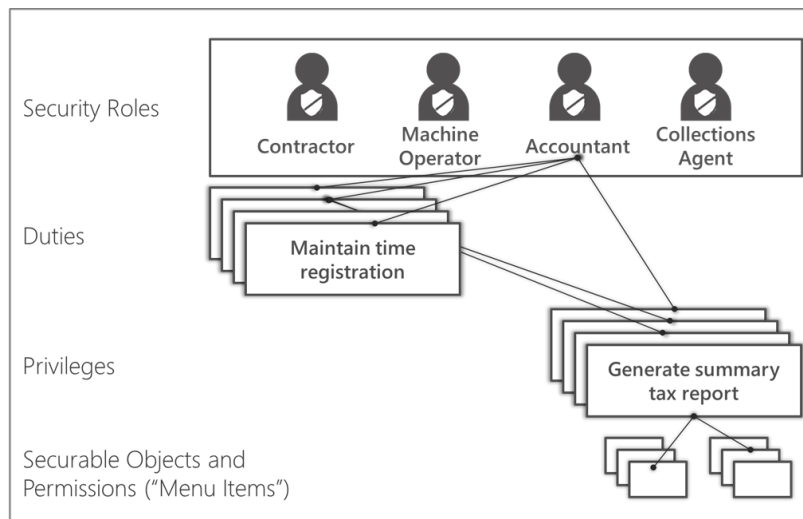 Security Roles
Contractor
Machine
Operator
Accountant
Collections
Agent
Duties
Maintain time
registration
Privileges
Generate summary
tax report
Securable Objects and
Permissions (“Menu Items”)